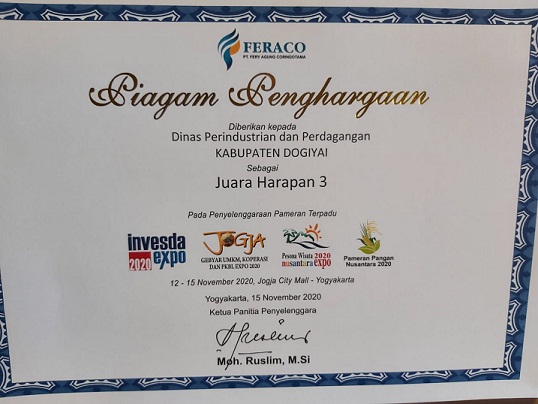 FERACO
PT. FERY AGUNG CORINDOTAMA
Piagam Penghargaan
Diberikan kepada
Dinas Perindustrian dan Perdagangan
KABUPATEN DOGIYAI
Sebagai
Juara Harapan 3
Pada Penyelenggaraan Pameran Terpadu
invesda
2020 expo
JOGJA
GEBYAR UMKM, KOPERASI
DAN PKBL EXPO 2020
Pesona Wisata 2020
nusantara expo
Pameran Pangan
Nusantara 2020
12 - 15 November 2020, Jogja City Mall - Yogyakarta
Yogyakarta, 15 November 2020
Ketua Panitia Penyelenggara
Moh. Ruslim, M.Si